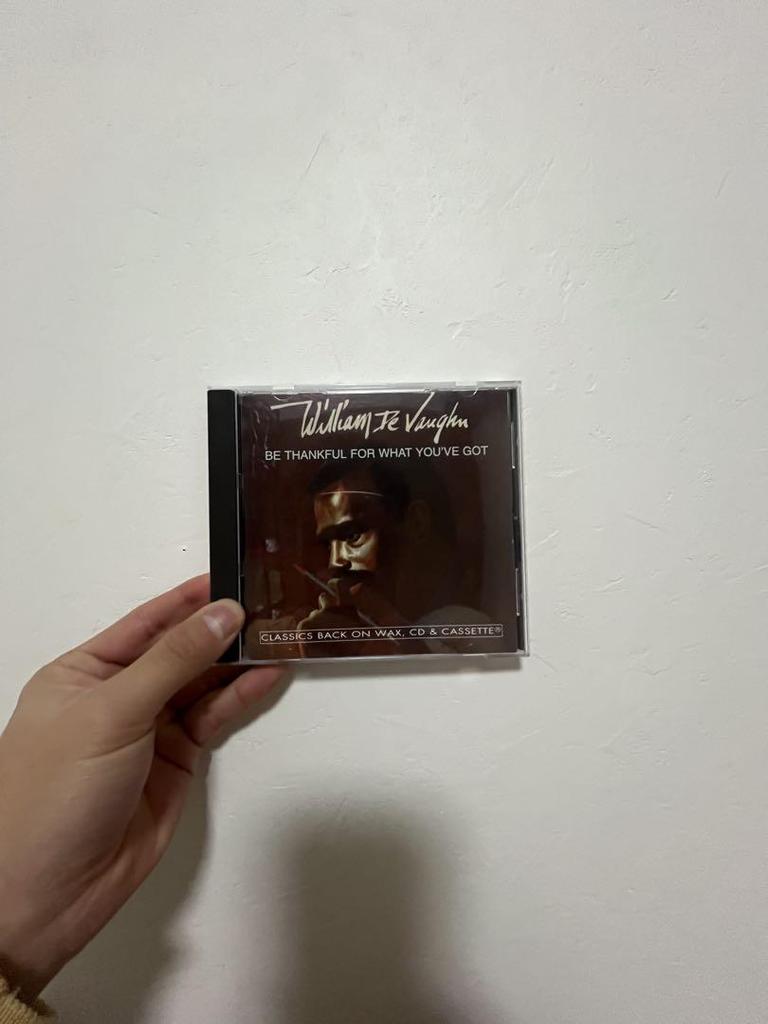 William De Vaughn
BE THANKFUL FOR WHAT YOU'VE GOT
CLASSICS BACK ON WAX, CD & CASSETTE®